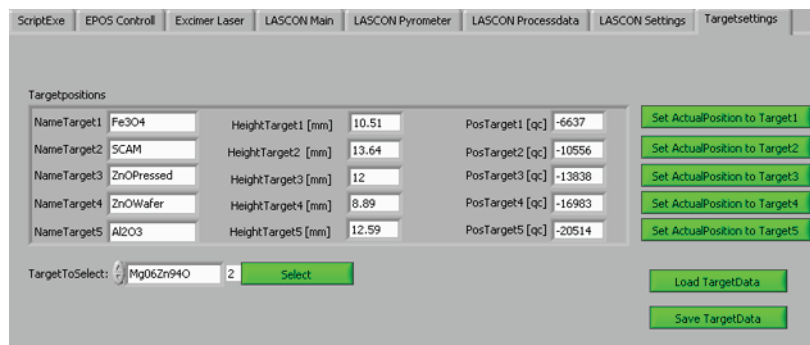 ScriptExe EPOS Controll Excimer Laser LASCON Main LASCON Pyrometer LASCON Processdata LASCON Settings Targetsettings
Targetpositions
NameTarget1 Fe3O4 HeightTarget1 [mm] 10.51 PosTarget1 [qc] -6637 Set ActualPosition to Target1
NameTarget2 SCAM HeightTarget2 [mm] 13.64 PosTarget2 [qc] -10556 Set ActualPosition to Target2
NameTarget3 ZnOPressed HeightTarget3 [mm] 12 PosTarget3 [qc] -13838 Set ActualPosition to Target3
NameTarget4 ZnOWafer HeightTarget4 [mm] 8.89 PosTarget4 [qc] -16983 Set ActualPosition to Target4
NameTarget5 Al2O3 HeightTarget5 [mm] 12.59 PosTarget5 [qc] -20514 Set ActualPosition to Target5
TargetToSelect: Mg06Zn94O 2 Select Load TargetData
Save TargetData